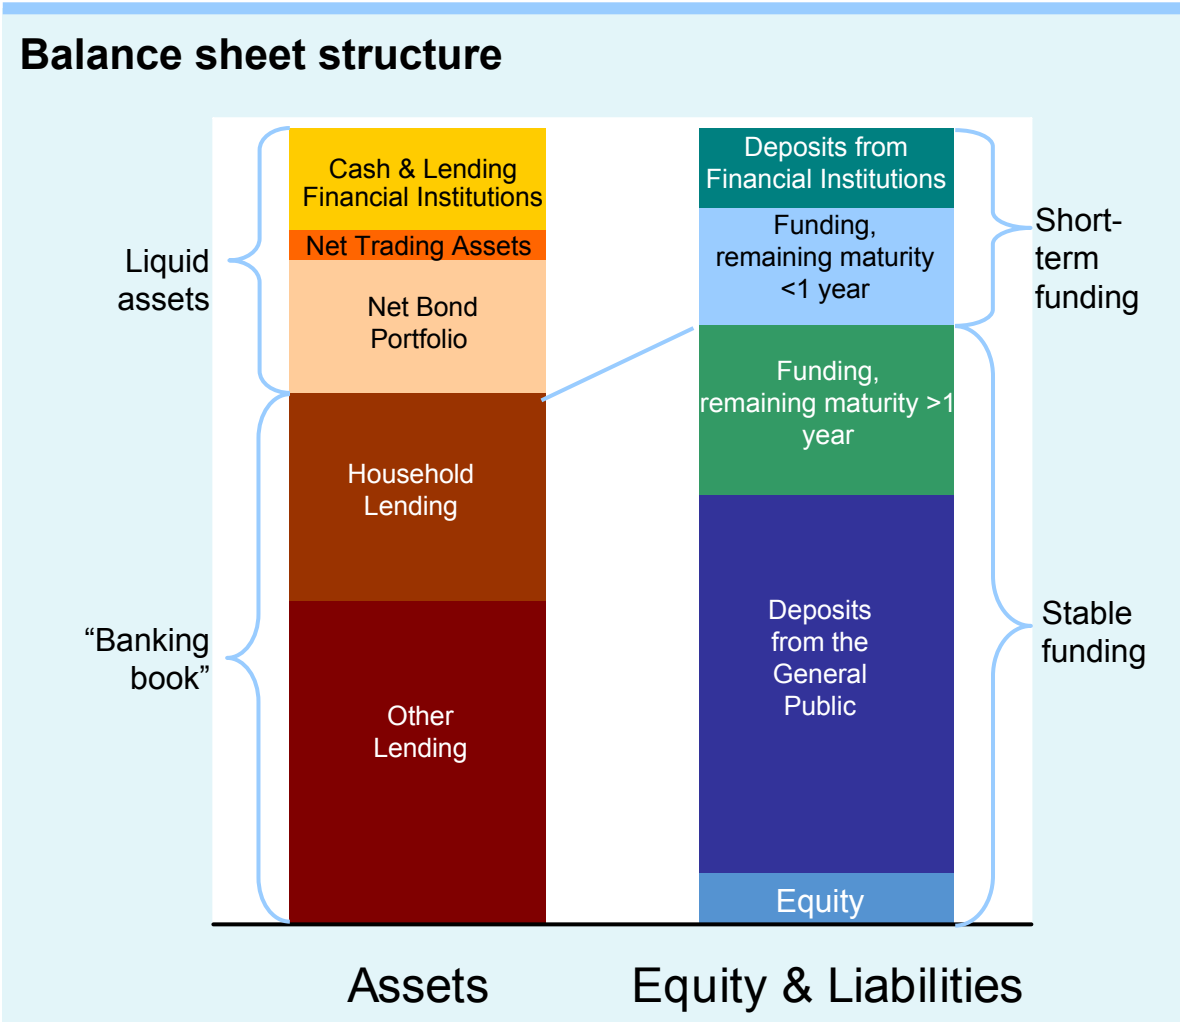 Balance sheet structure
Liquid
assets
“Banking
book”
Cash & Lending
Financial Institutions
Net Trading Assets
Net Bond
Portfolio
Household
Lending
Other
Lending
Deposits from
Financial Institutions
Funding,
remaining maturity
<1 year
Funding,
remaining maturity >1
year
Deposits
from the
General
Public
Equity
Short-
term
funding
Stable
funding
Assets
Equity & Liabilities